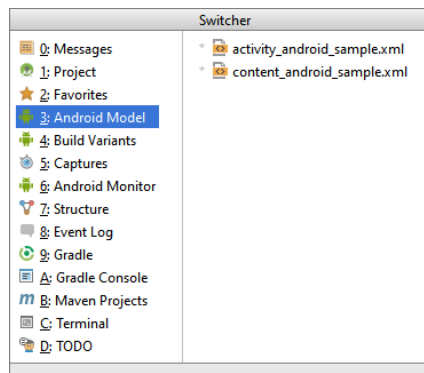 Switcher
0: Messages
1: Project
2: Favorites
3: Android Model
4: Build Variants
5: Captures
6: Android Monitor
7: Structure
8: Event Log
9: Gradle
A: Gradle Console
B: Maven Projects
C: Terminal
D: TODO
* activity_android_sample.xml
* content_android_sample.xml